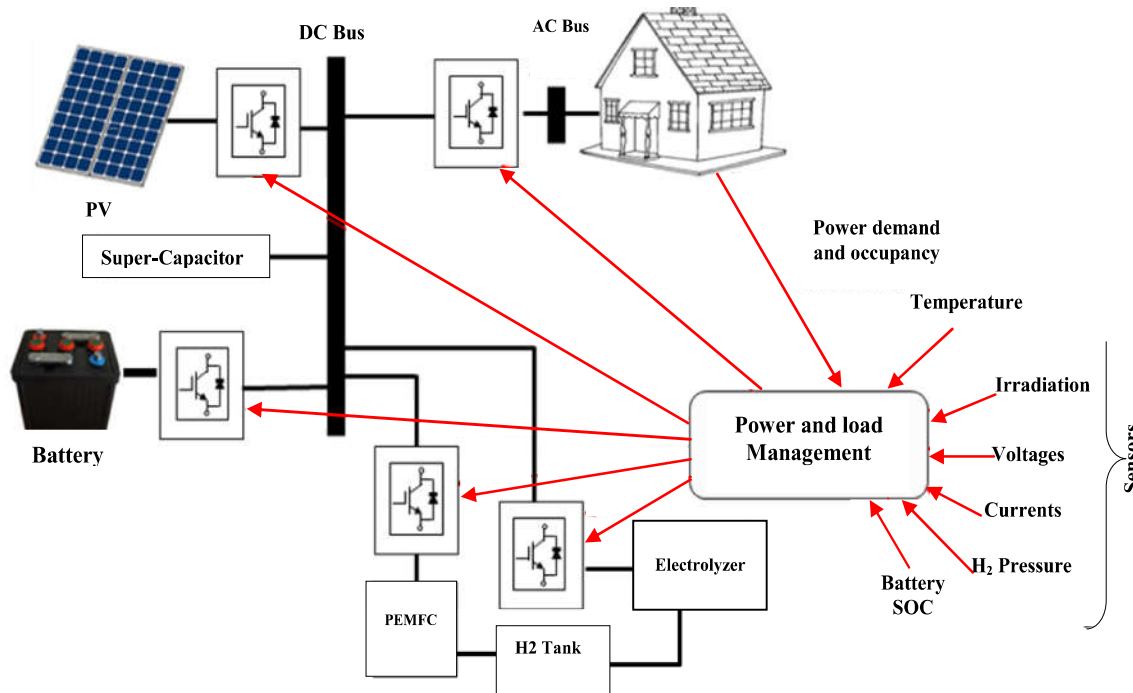 DC Bus
AC Bus
PV
Super-Capacitor
Battery
Power demand
and occupancy
Temperature
Irradiation
Voltages
Currents
H₂ Pressure
Battery
SOC
Sensors
Power and load
Management
Electrolyzer
PEMFC
H2 Tank